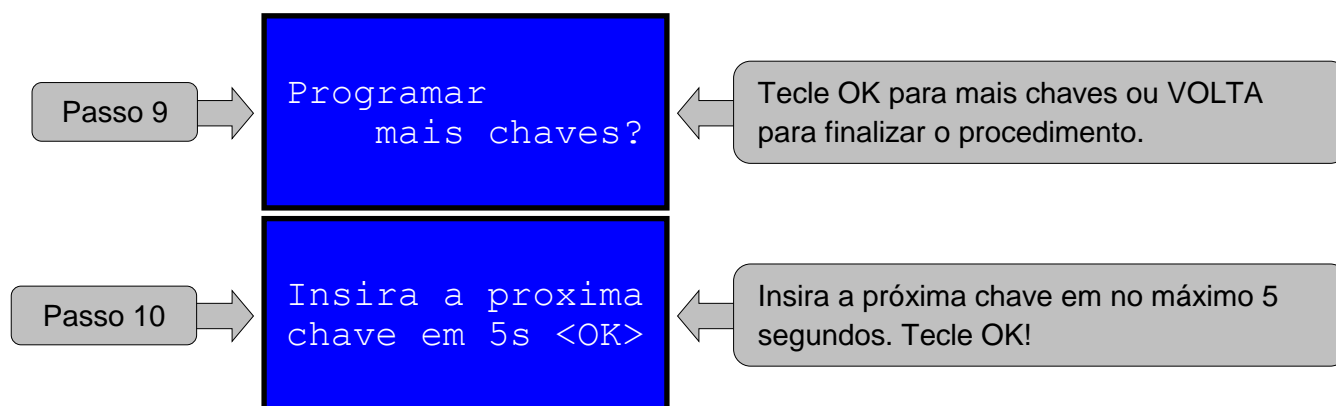 Passo 9
Programar
mais chaves?
Tecle OK para mais chaves ou VOLTA
para finalizar o procedimento.
Passo 10
Insira a proxima
chave em 5s <OK>
Insira a próxima chave em no máximo 5
segundos. Tecle OK!